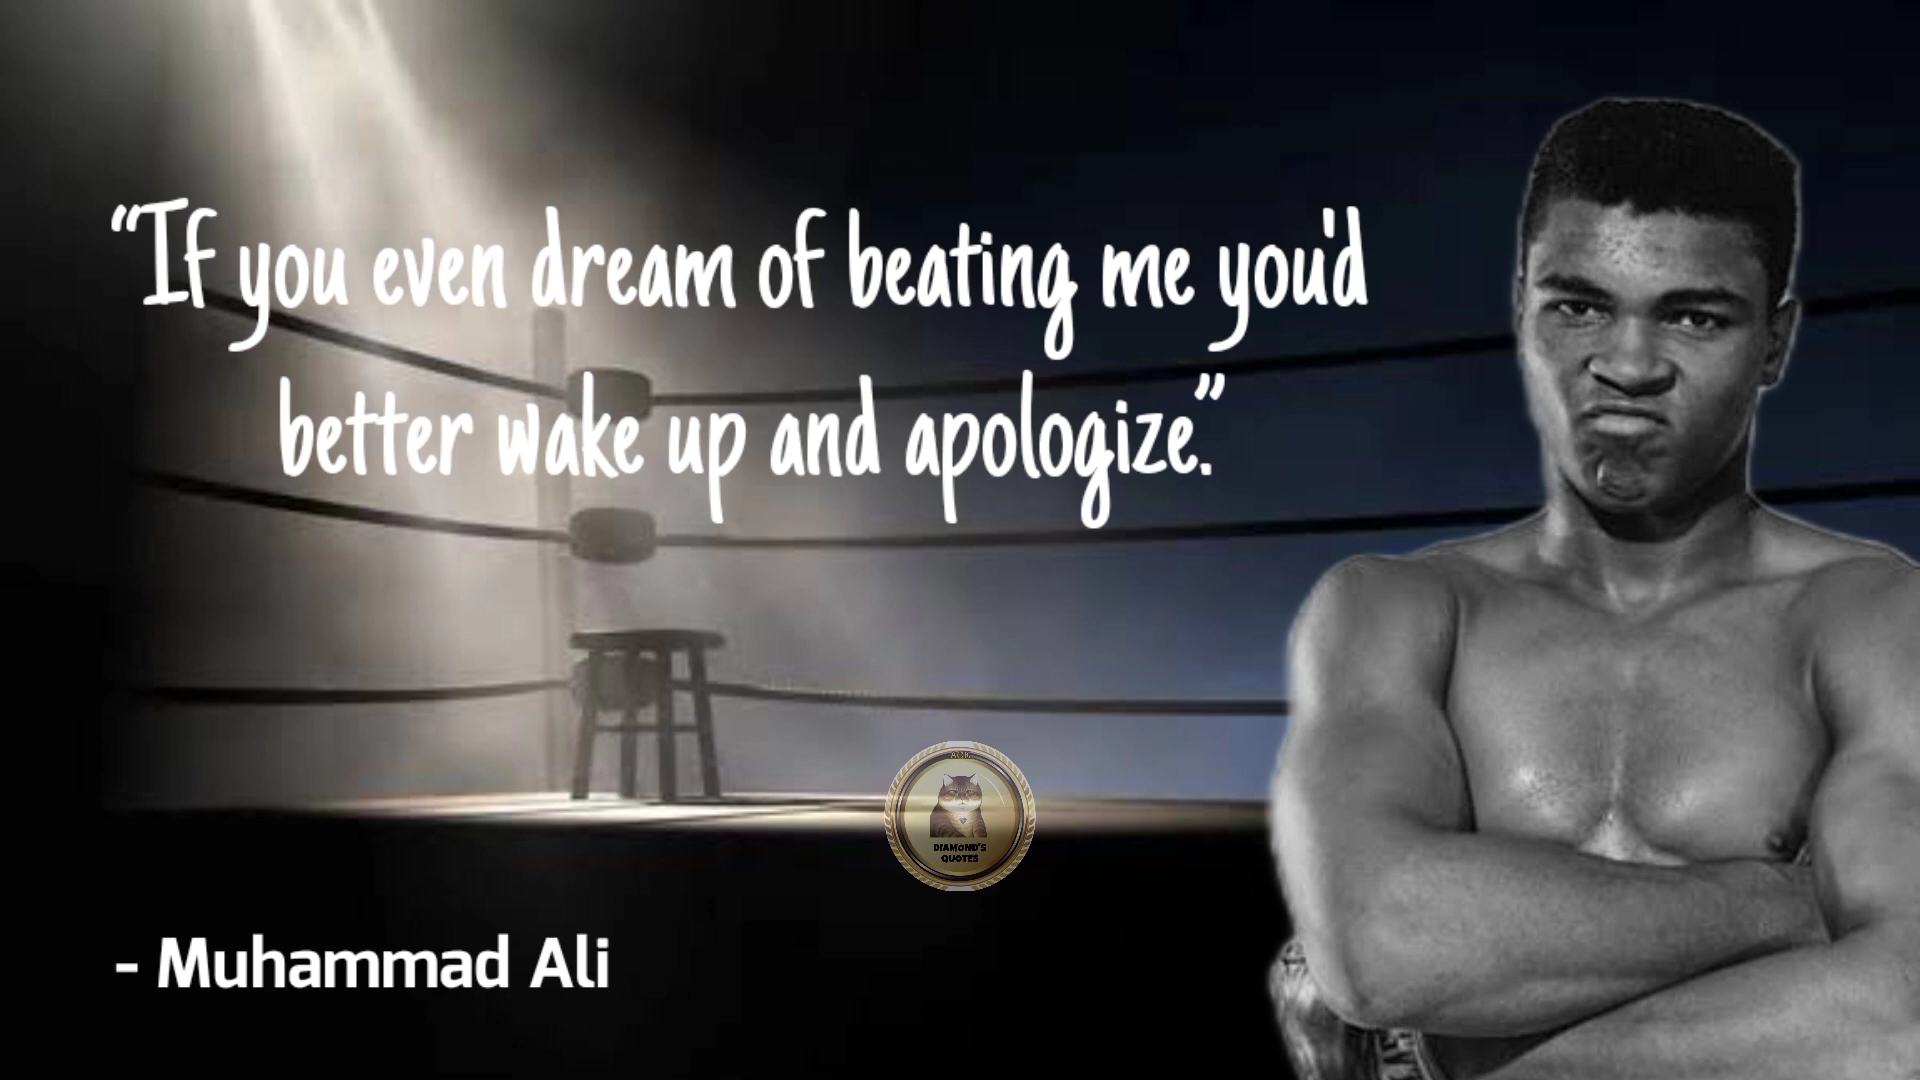 “If you even dream of beating me you'd
better wake up and apologize.”
DIAMOND'S
QUOTES
- Muhammad Ali